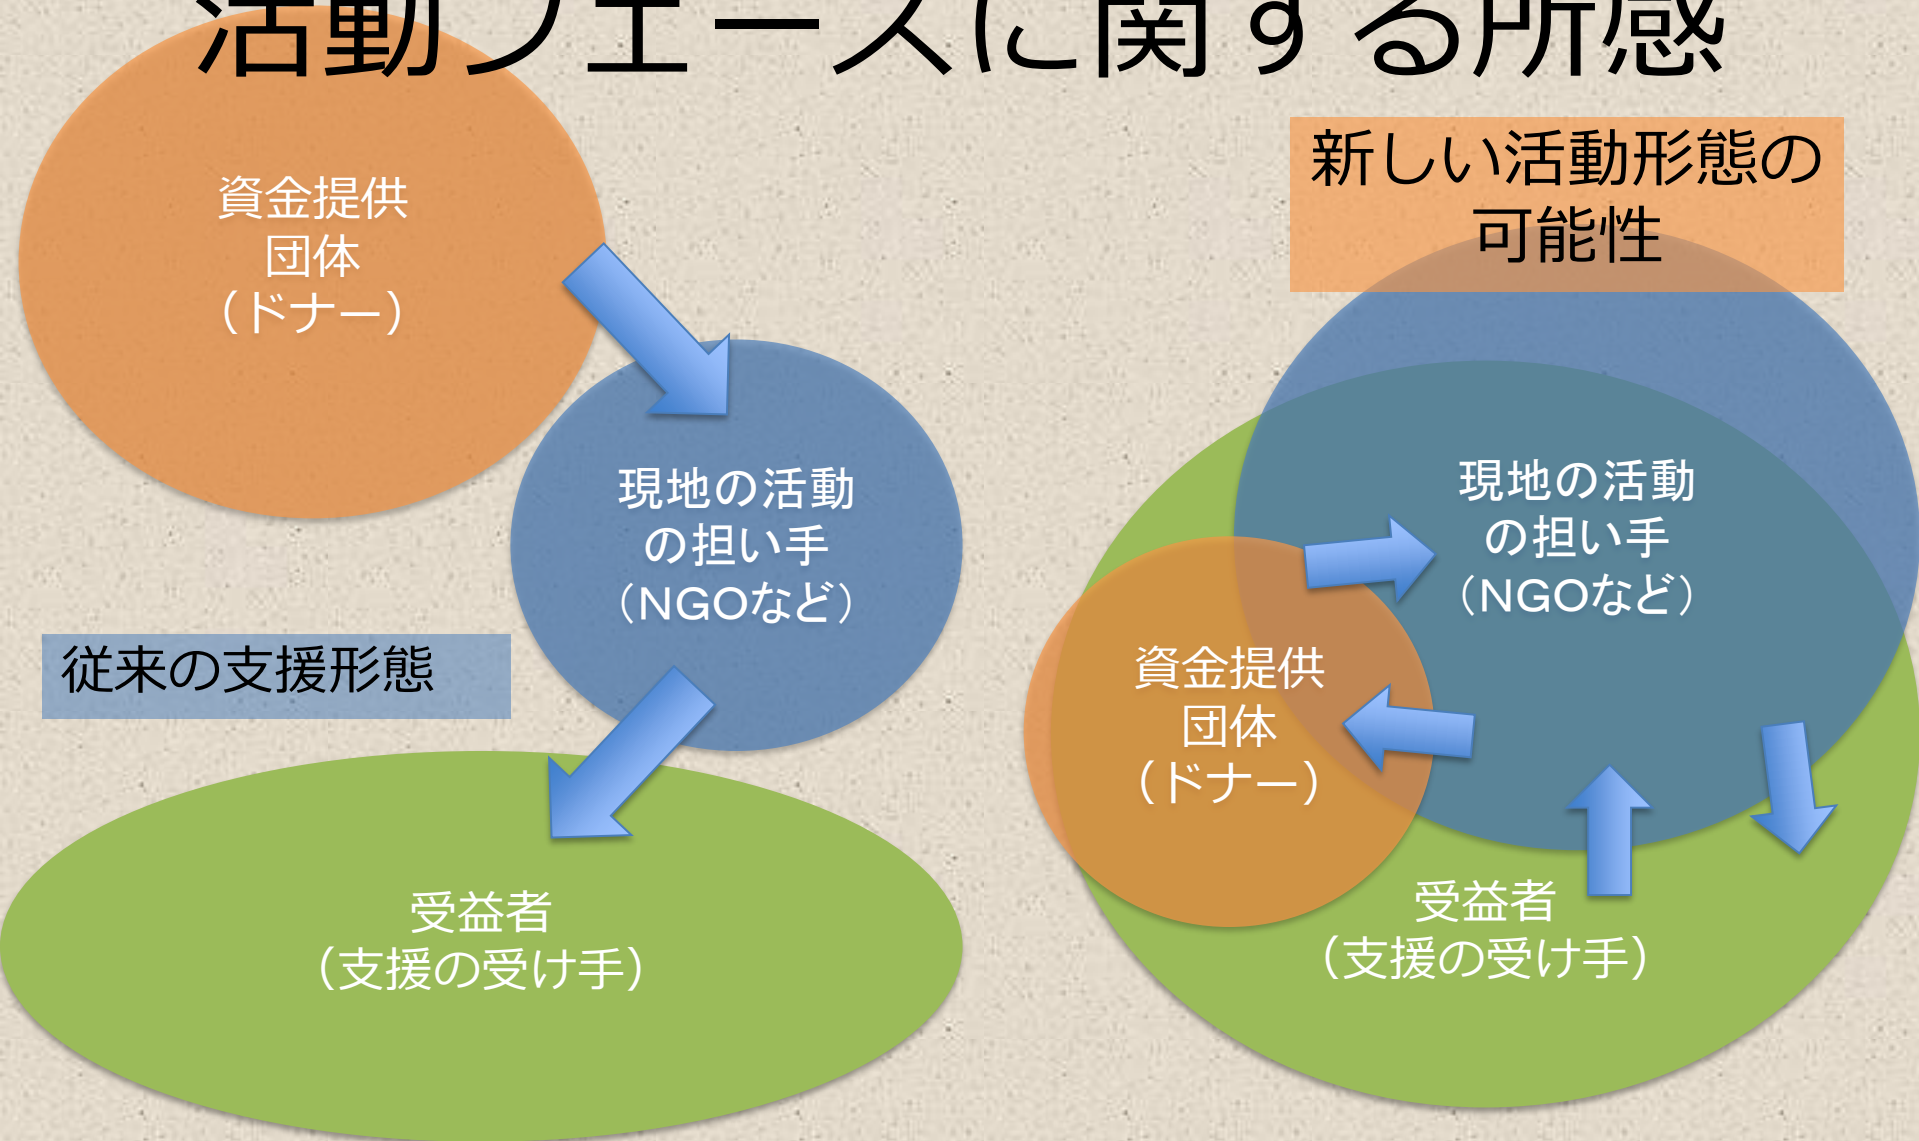 活動フェーズに関する所感
資金提供
団体
（ドナー）
現地の活動
の担い手
（NGOなど）
従来の支援形態
受益者
（支援の受け手）
新しい活動形態の
可能性
現地の活動
の担い手
（NGOなど）
資金提供
団体
（ドナー）
受益者
（支援の受け手）